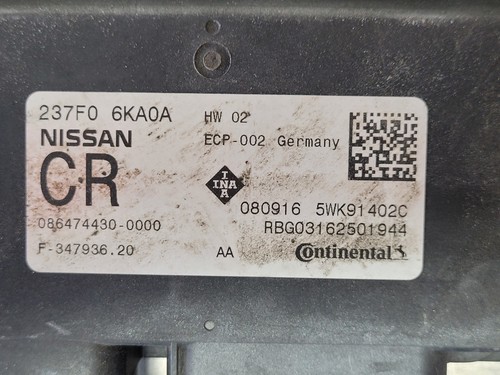 237F0 6KA0A HW 02
NISSAN ECP-002 Germany
CR INA INA
080916 5WK91402C
086474430-0000 RBG03162501944
F-347936.20 AA Continental